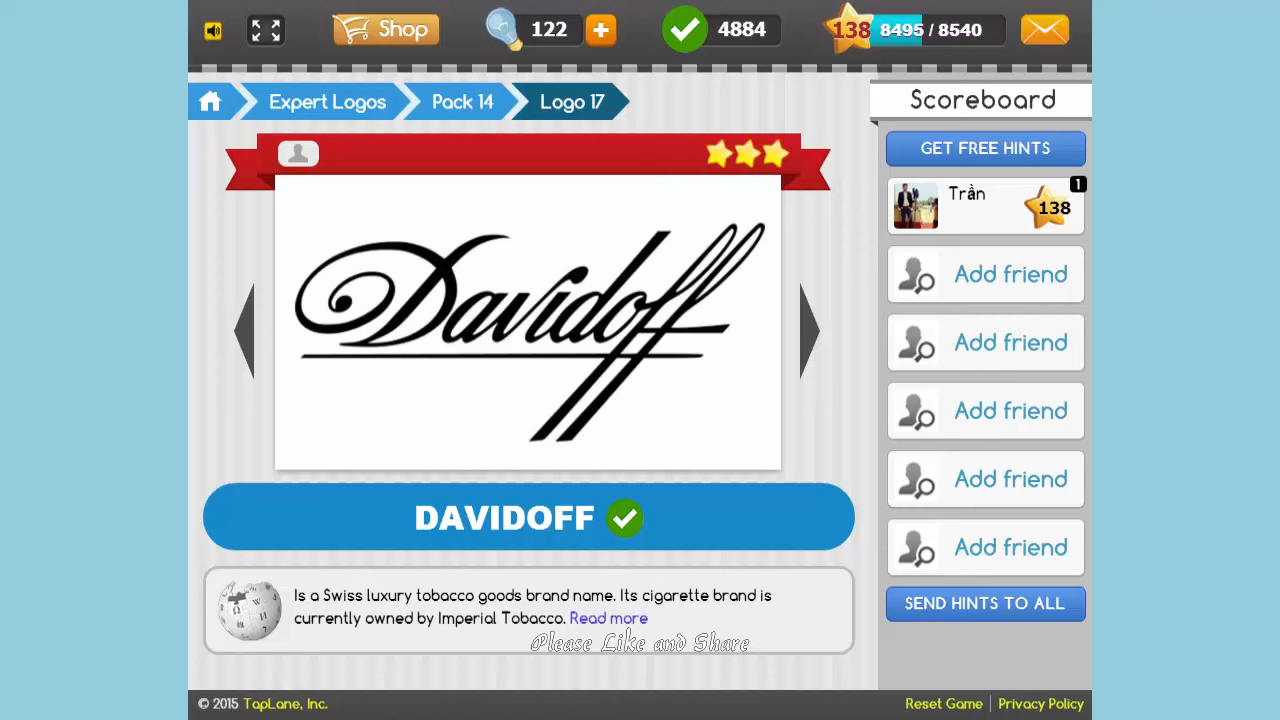 Shop
122
+
4884
138
8495 / 8540
Expert Logos
Pack 14
Logo 17
Scoreboard
GET FREE HINTS
Trần
1
138
Davidoff
Add friend
Add friend
Add friend
Add friend
Add friend
DAVIDOFF
Is a Swiss luxury tobacco goods brand name. Its cigarette brand is
currently owned by Imperial Tobacco. Read more
Please Like and Share
SEND HINTS TO ALL
© 2015 TapLane, Inc.
Reset Game
Privacy Policy